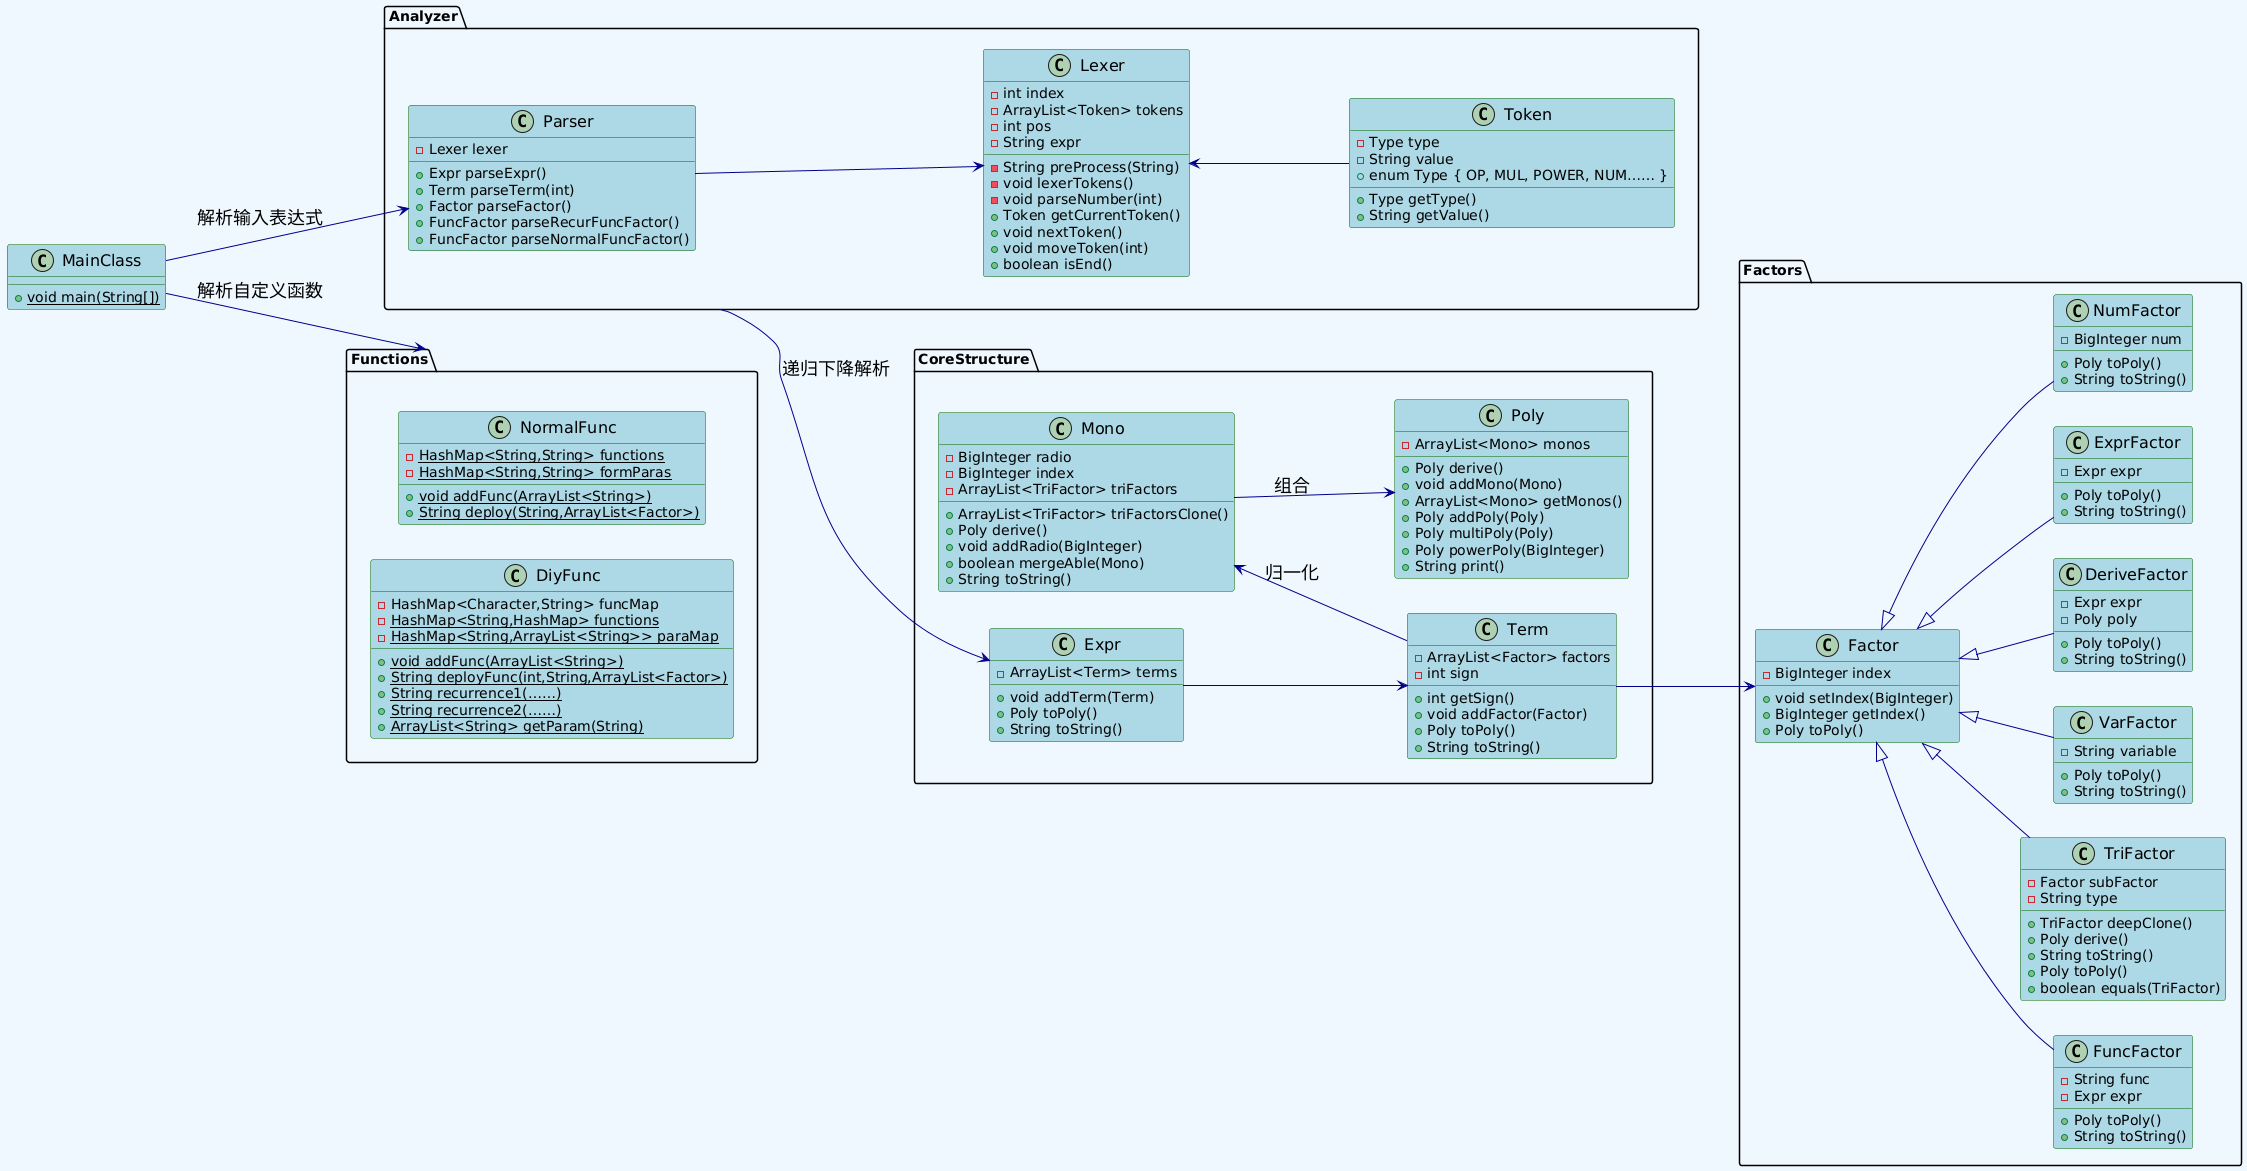 Analyzer
Parser
Lexer lexer
Expr parseExpr()
Term parseTerm(int)
Factor parseFactor()
FuncFactor parseRecurFuncFactor()
FuncFactor parseNormalFuncFactor()
Lexer
int index
ArrayList<Token> tokens
int pos
String expr
String preProcess(String)
void lexerTokens()
void parseNumber(int)
Token getCurrentToken()
void nextToken()
void moveToken(int)
boolean isEnd()
Token
Type type
String value
enum Type { OP, MUL, POWER, NUM...... }
Type getType()
String getValue()
解析输入表达式
MainClass
void main(String[])
解析自定义函数
递归下降解析
Functions
NormalFunc
HashMap<String,String> functions
HashMap<String,String> formParas
void addFunc(ArrayList<String>)
String deploy(String,ArrayList<Factor>)
DiyFunc
HashMap<Character,String> funcMap
HashMap<String,HashMap> functions
HashMap<String,ArrayList<String>> paraMap
void addFunc(ArrayList<String>)
String deployFunc(int,String,ArrayList<Factor>)
String recurrence1(......)
String recurrence2(......)
ArrayList<String> getParam(String)
CoreStructure
Mono
BigInteger radio
BigInteger index
ArrayList<TriFactor> triFactors
ArrayList<TriFactor> triFactorsClone()
Poly derive()
void addRadio(BigInteger)
boolean mergeAble(Mono)
String toString()
组合
Poly
ArrayList<Mono> monos
Poly derive()
void addMono(Mono)
ArrayList<Mono> getMonos()
Poly addPoly(Poly)
Poly multiPoly(Poly)
Poly powerPoly(BigInteger)
String print()
归一化
Expr
ArrayList<Term> terms
void addTerm(Term)
Poly toPoly()
String toString()
Term
ArrayList<Factor> factors
int sign
int getSign()
void addFactor(Factor)
Poly toPoly()
String toString()
Factors
Factor
BigInteger index
void setIndex(BigInteger)
BigInteger getIndex()
Poly toPoly()
NumFactor
BigInteger num
Poly toPoly()
String toString()
ExprFactor
Expr expr
Poly toPoly()
String toString()
DeriveFactor
Expr expr
Poly poly
Poly toPoly()
String toString()
VarFactor
String variable
Poly toPoly()
String toString()
TriFactor
Factor subFactor
String type
TriFactor deepClone()
Poly derive()
String toString()
Poly toPoly()
boolean equals(TriFactor)
FuncFactor
String func
Expr expr
Poly toPoly()
String toString()